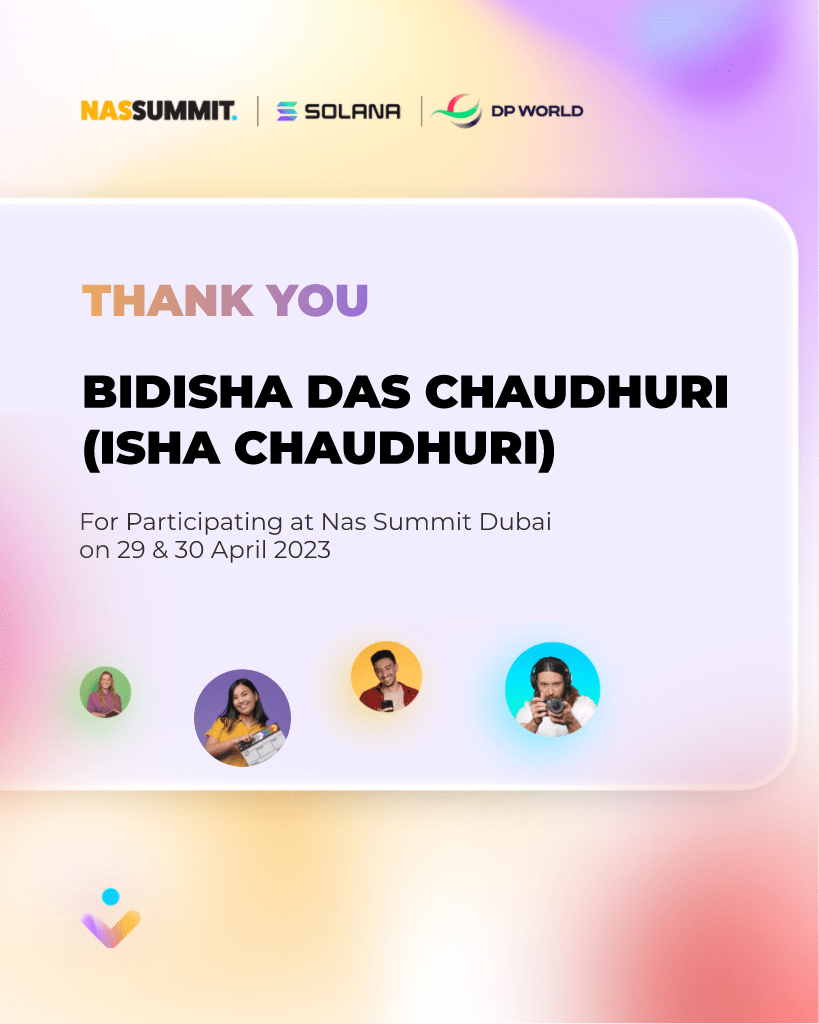 NASSUMMIT. | SOLANA | DP WORLD
THANK YOU
BIDISHA DAS CHAUDHURI
(ISHA CHAUDHURI)
For Participating at Nas Summit Dubai
on 29 & 30 April 2023